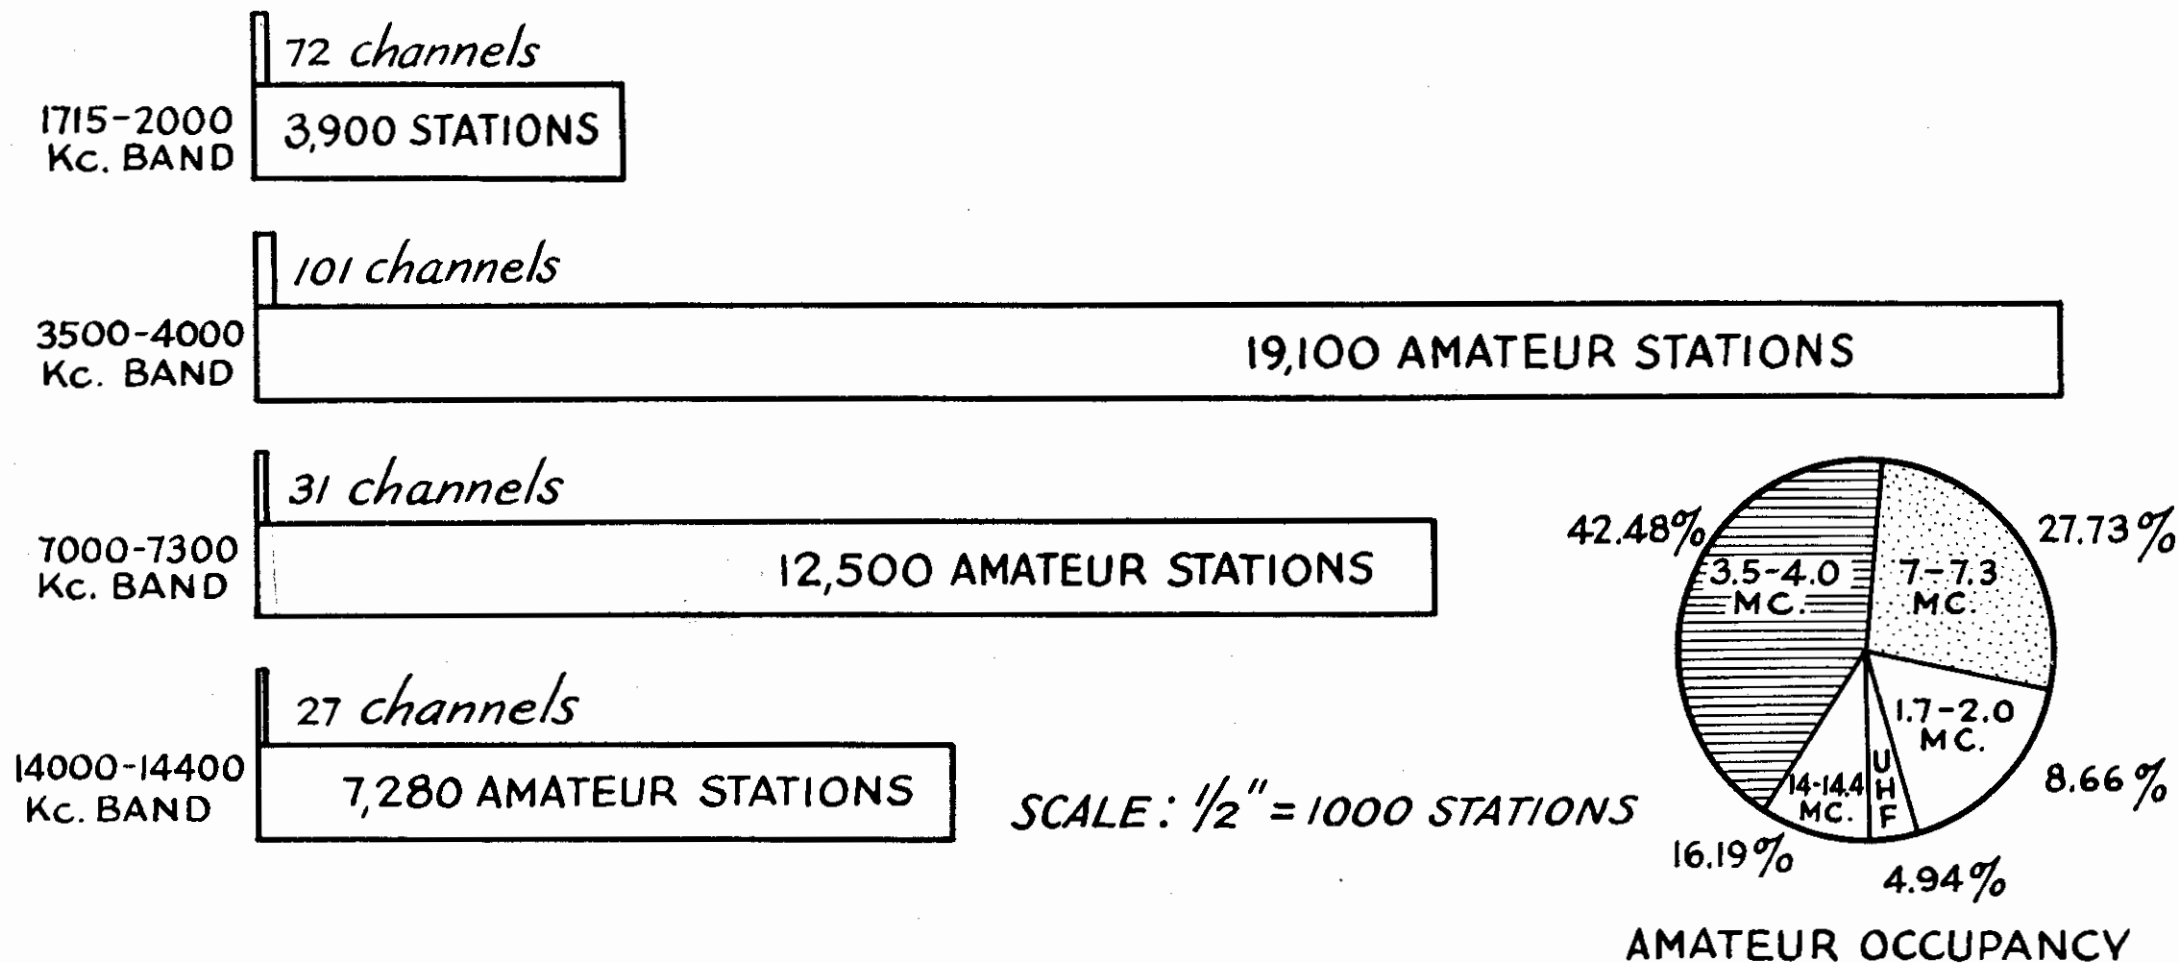 72 channels
1715-2000
Kc. BAND
3,900 STATIONS
101 channels
3500-4000
Kc. BAND
19,100 AMATEUR STATIONS
31 channels
7000-7300
Kc. BAND
12,500 AMATEUR STATIONS
27 channels
14000-14400
Kc. BAND
7,280 AMATEUR STATIONS
SCALE: 1/2" = 1000 STATIONS
42.48%
3.5-4.0
MC.
7-7.3
M.C.
27.73%
1.7-2.0
MC.
8.66%
14-14.4
MC.
16.19%
UHF
4.94%
AMATEUR OCCUPANCY